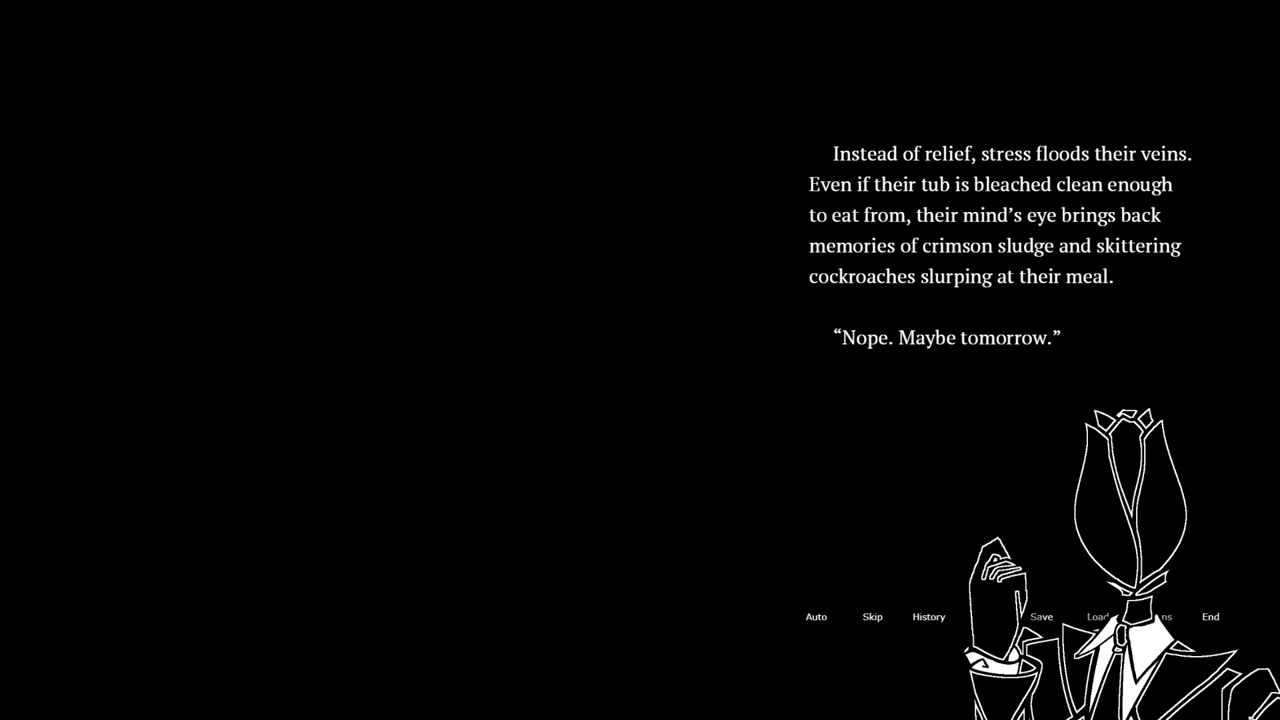 Instead of relief, stress floods their veins.
Even if their tub is bleached clean enough
to eat from, their mind’s eye brings back
memories of crimson sludge and skittering
cockroaches slurping at their meal.
“Nope. Maybe tomorrow.”
Auto Skip History Save Load End